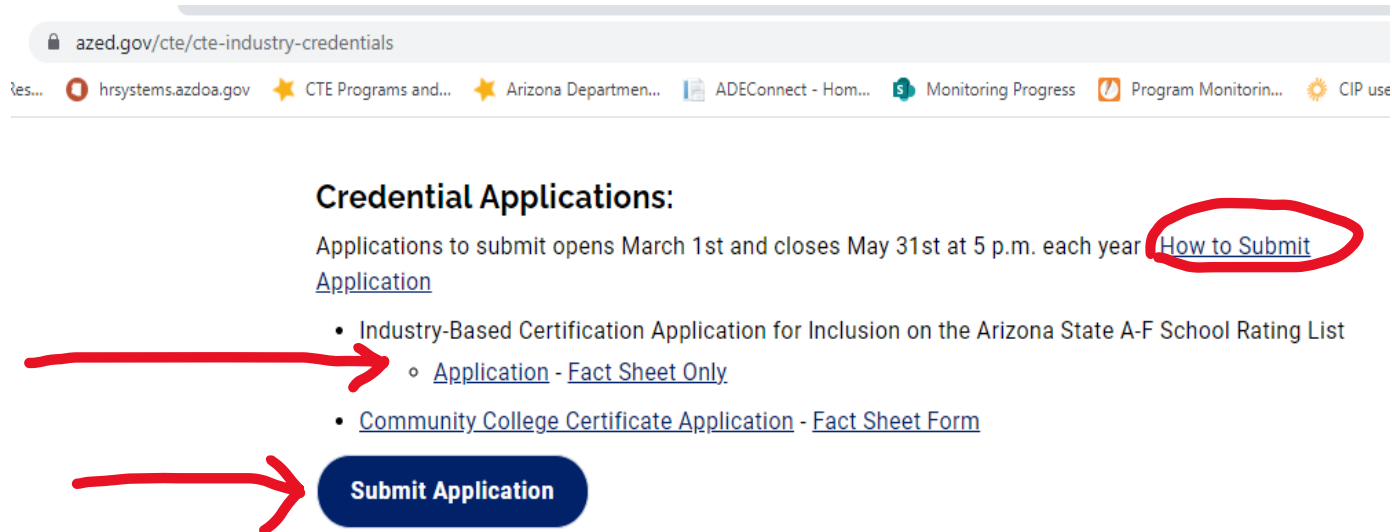 azed.gov/cte/cte-industry-credentials
Res... hrsystems.azdoa.gov CTE Programs and... Arizona Departmen... ADEConnect - Hom... Monitoring Progress Program Monitorin... CIP use
Credential Applications:
Applications to submit opens March 1st and closes May 31st at 5 p.m. each year How to Submit
Application
• Industry-Based Certification Application for Inclusion on the Arizona State A-F School Rating List
◦ Application - Fact Sheet Only
• Community College Certificate Application - Fact Sheet Form
Submit Application